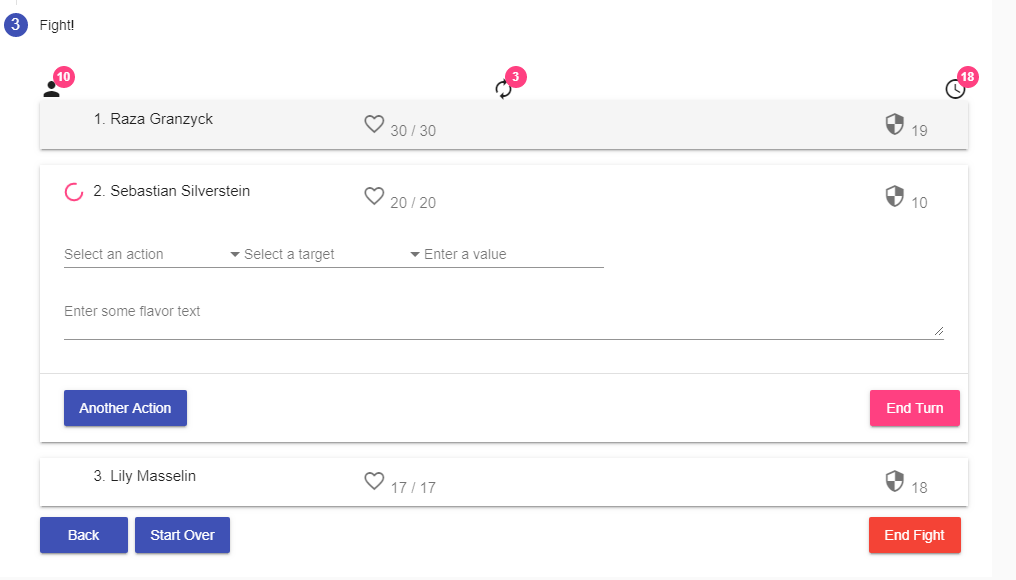 3 Fight!
10 3 18
1. Raza Granzyck 30 / 30 19
2. Sebastian Silverstein 20 / 20 10
Select an action Select a target Enter a value
Enter some flavor text
Another Action End Turn
3. Lily Masselin 17 / 17 18
Back Start Over End Fight